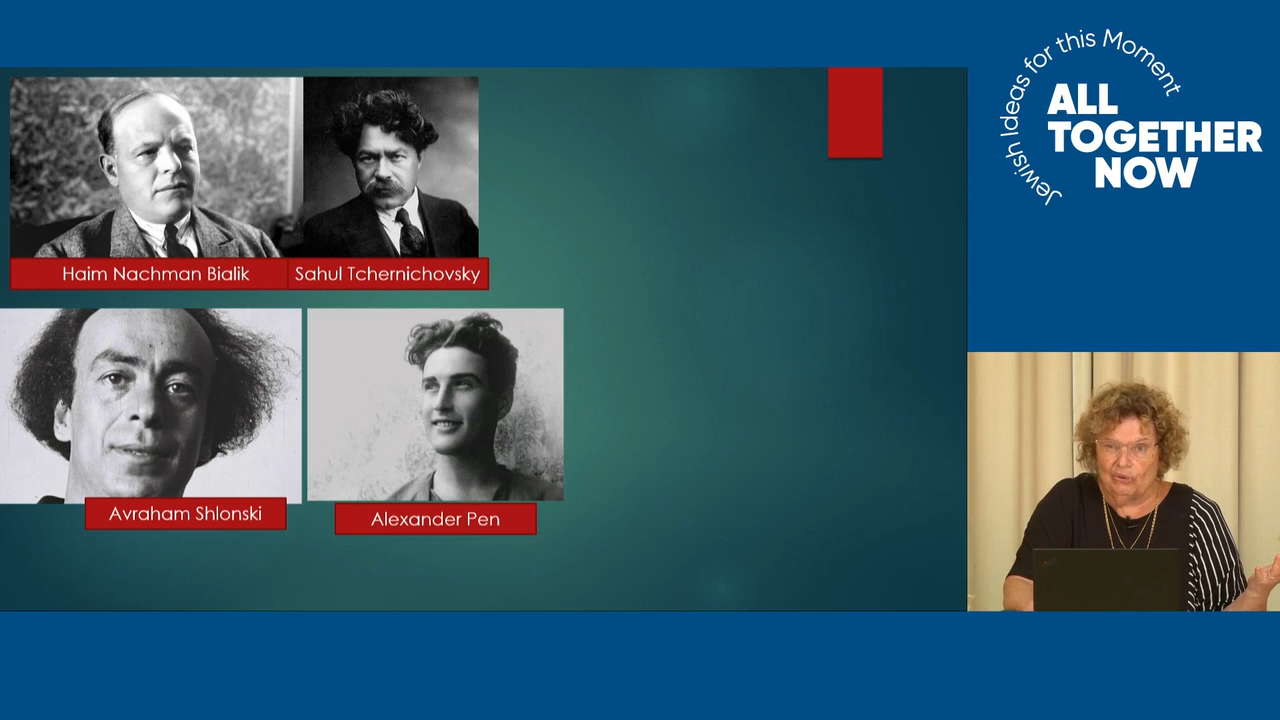 Haim Nachman Bialik
Sahul Tchernichovsky
Avraham Shlonski
Alexander Pen
Jewish Ideas for this Moment
ALL
TOGETHER
NOW